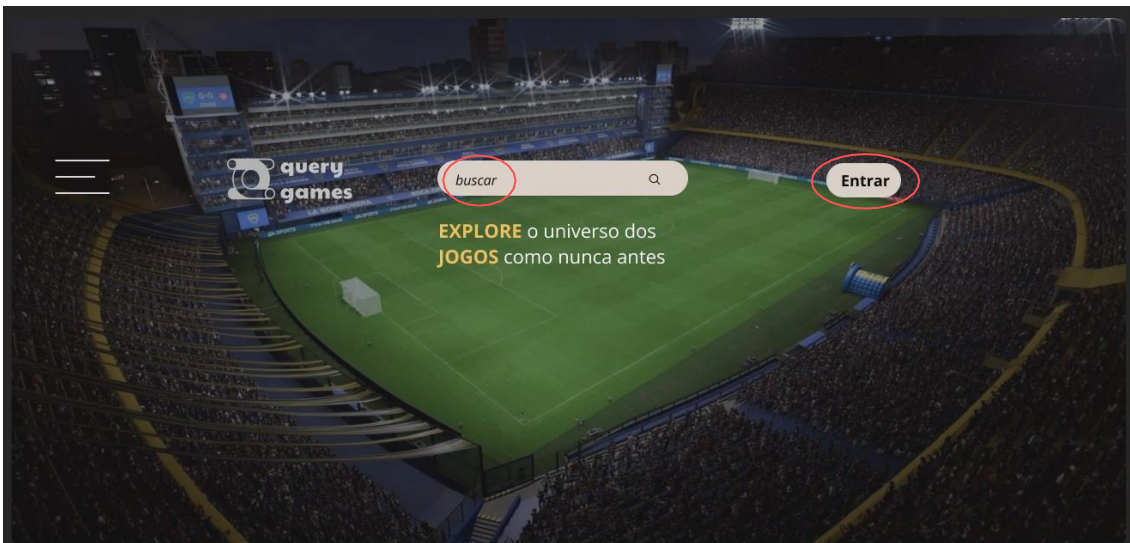 query
games
buscar
Entrar
EXPLORE o universo dos
JOGOS como nunca antes